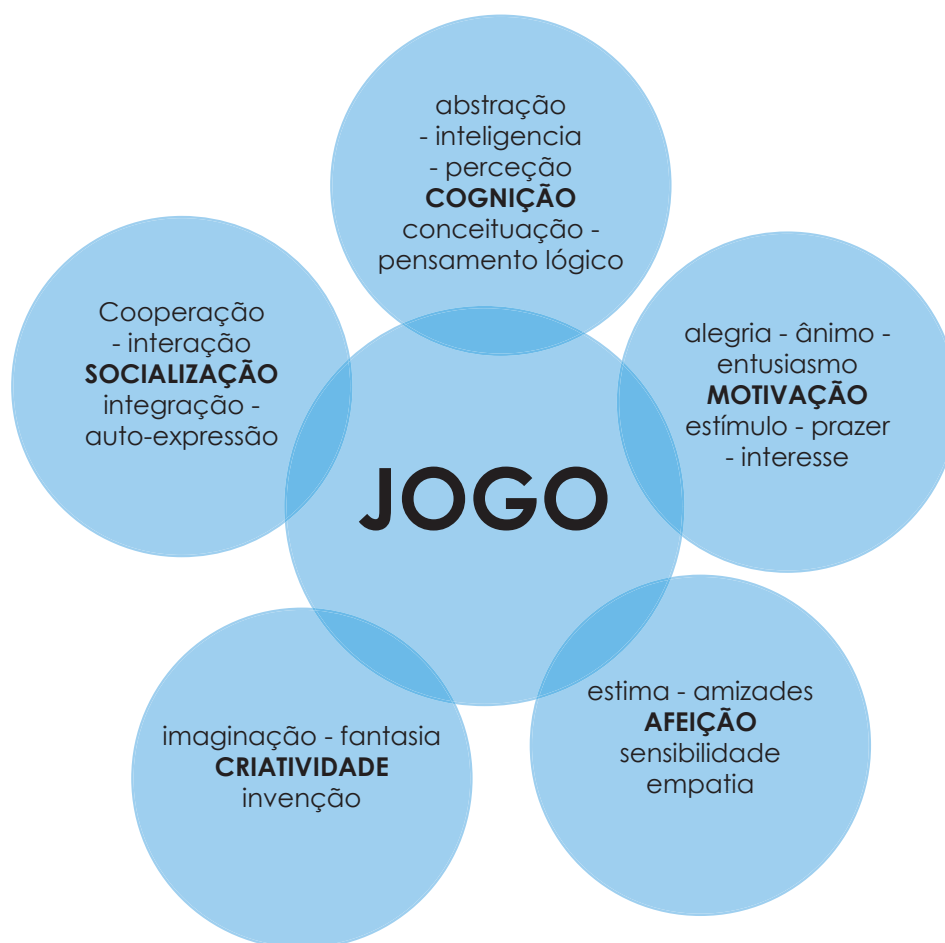 abstração
- inteligencia
- perceção
COGNIÇÃO
conceituação -
pensamento lógico
Cooperação
- interação
SOCIALIZAÇÃO
integração -
auto-expressão
alegria - ânimo -
entusiasmo
MOTIVAÇÃO
estímulo - prazer
- interesse
JOGO
imaginação - fantasia
CRIATIVIDADE
invenção
estima - amizades
AFEIÇÃO
sensibilidade
empatia